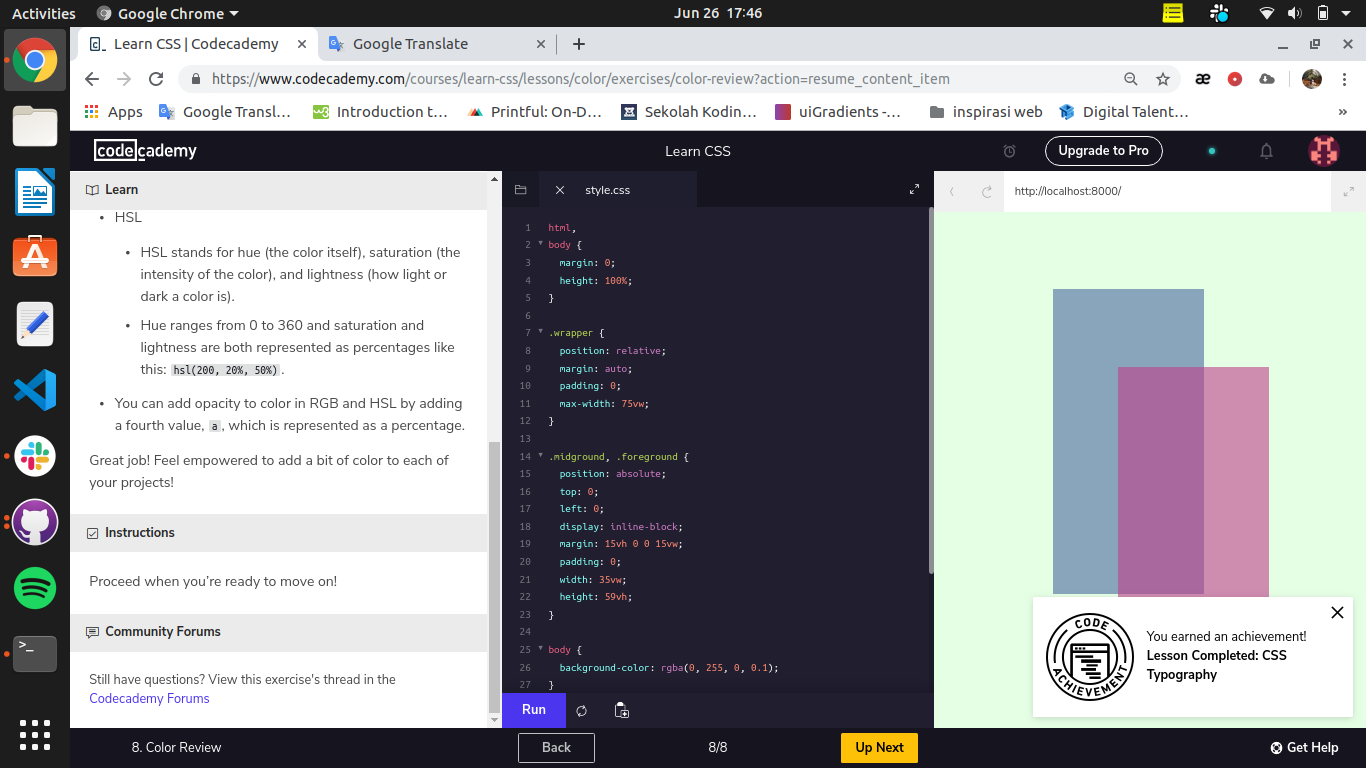 Activities
Google Chrome
Jun 26 17:46
Learn CSS | Codecademy
Google Translate
https://www.codecademy.com/courses/learn-css/lessons/color/exercises/color-review?action=resume_content_item
Apps
Google Transl...
Introduction t...
Printful: On-D...
Sekolah Kodin...
uiGradients -...
inspirasi web
Digital Talent...
»
codecademy
Learn CSS
Upgrade to Pro
Learn
• HSL
• HSL stands for hue (the color itself), saturation (the
intensity of the color), and lightness (how light or
dark a color is).
• Hue ranges from 0 to 360 and saturation and
lightness are both represented as percentages like
this: hsl(200, 20%, 50%).
• You can add opacity to color in RGB and HSL by adding
a fourth value, a, which is represented as a percentage.
Great job! Feel empowered to add a bit of color to each of
your projects!
Instructions
Proceed when you're ready to move on!
Community Forums
Still have questions? View this exercise's thread in the
Codecademy Forums
style.css
1 html,
2 body {
3 margin: 0;
4 height: 100%;
5 }
6
7 .wrapper {
8 position: relative;
9 margin: auto;
10 padding: 0;
11 max-width: 75vw;
12 }
13
14 .midground, .foreground {
15 position: absolute;
16 top: 0;
17 left: 0;
18 display: inline-block;
19 margin: 15vh 0 0 15vw;
20 padding: 0;
21 width: 35vw;
22 height: 59vh;
23 }
24
25 body {
26 background-color: rgba(0, 255, 0, 0.1);
27 }
Run
http://localhost:8000/
CODE
ACHIEVEMENT
You earned an achievement!
Lesson Completed: CSS
Typography
8. Color Review
Back
8/8
Up Next
Get Help